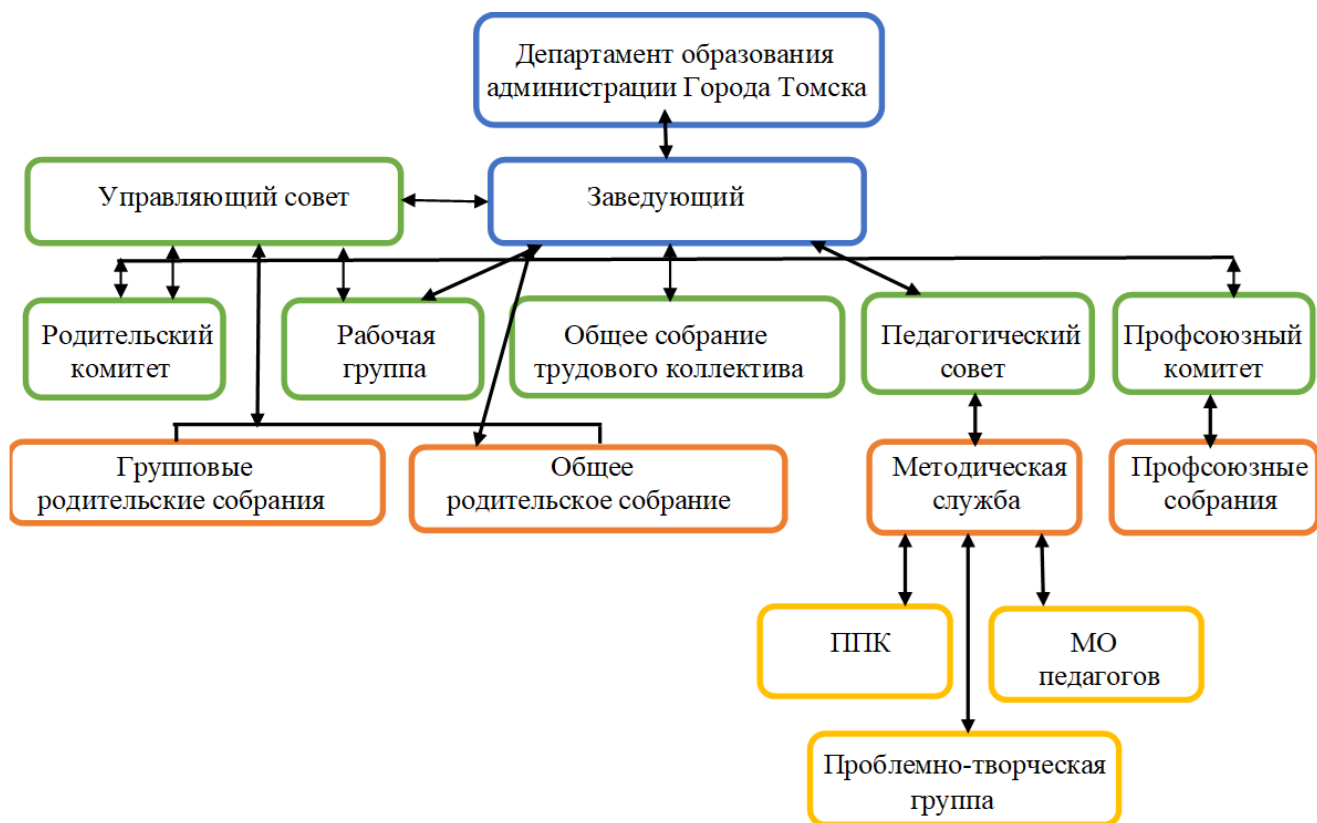 Департамент образования
администрации Города Томска
Управляющий совет
Заведующий
Родительский
комитет
Рабочая
группа
Общее собрание
трудового коллектива
Педагогический
совет
Профсоюзный
комитет
Групповые
родительские собрания
Общее
родительское собрание
Методическая
служба
Профсоюзные
собрания
ППК
МО
педагогов
Проблемно-творческая
группа